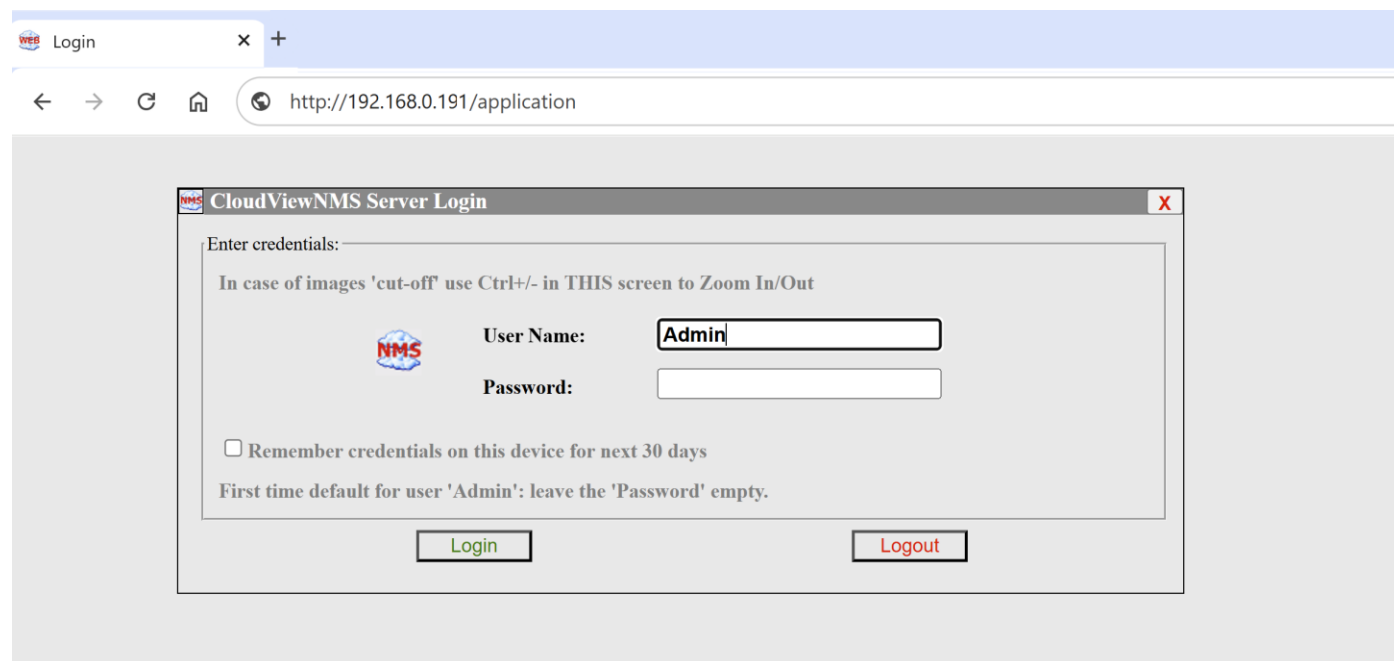 WEB Login
http://192.168.0.191/application
NMS CloudViewNMS Server Login X
Enter credentials:
In case of images 'cut-off' use Ctrl+/- in THIS screen to Zoom In/Out
NMS
User Name: Admin
Password:
Remember credentials on this device for next 30 days
First time default for user 'Admin': leave the 'Password' empty.
Login Logout